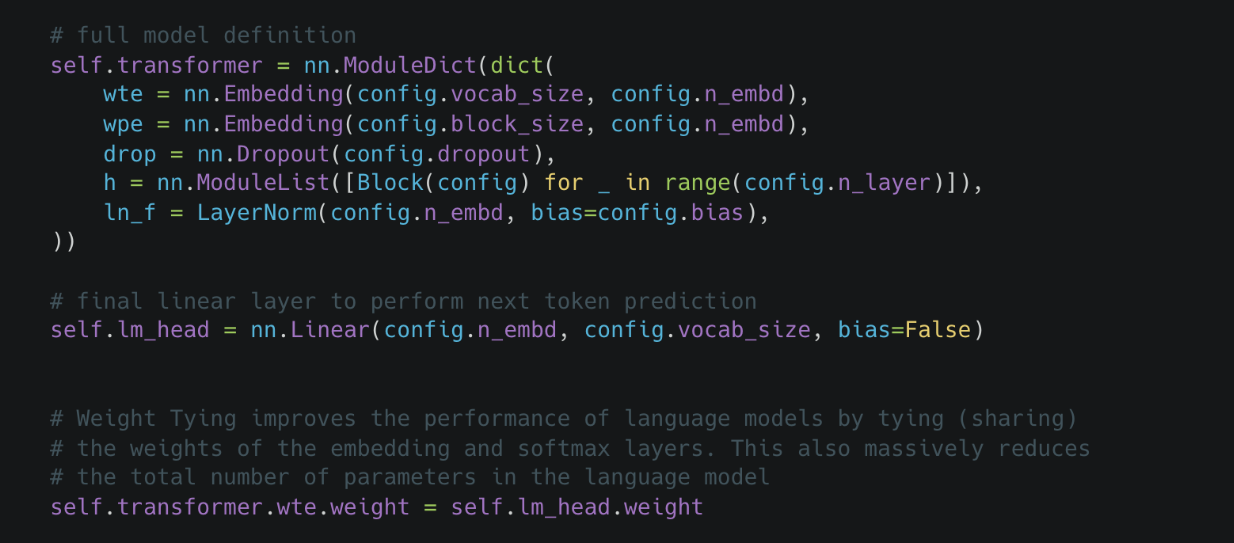 # full model definition
self.transformer = nn.ModuleDict(dict(
    wte = nn.Embedding(config.vocab_size, config.n_embd),
    wpe = nn.Embedding(config.block_size, config.n_embd),
    drop = nn.Dropout(config.dropout),
    h = nn.ModuleList([Block(config) for _ in range(config.n_layer)]),
    ln_f = LayerNorm(config.n_embd, bias=config.bias),
))
# final linear layer to perform next token prediction
self.lm_head = nn.Linear(config.n_embd, config.vocab_size, bias=False)
# Weight Tying improves the performance of language models by tying (sharing)
# the weights of the embedding and softmax layers. This also massively reduces
# the total number of parameters in the language model
self.transformer.wte.weight = self.lm_head.weight